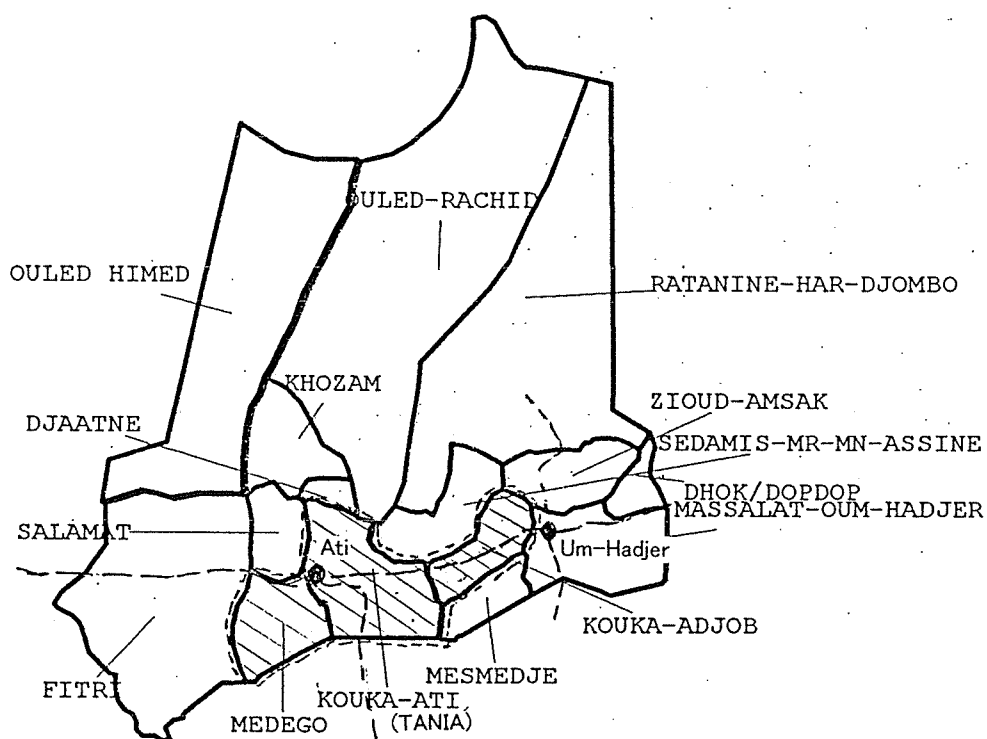 OULED-RACHID
OULED HIMED
RATANINE-HAR-DJOMBO
KHOZAM
ZIOUD-AMSAK
DJAATNE
SEDAMIS-MR-MN-ASSINE
DHOK/DOPDOP
MASSALAT-OUM-HADJER
SALAMAT
Ati
Um-Hadjer
KOUKA-ADJOB
MESMEDJE
FITRI
KOUKA-ATI
(TANIA)
MEDEGO